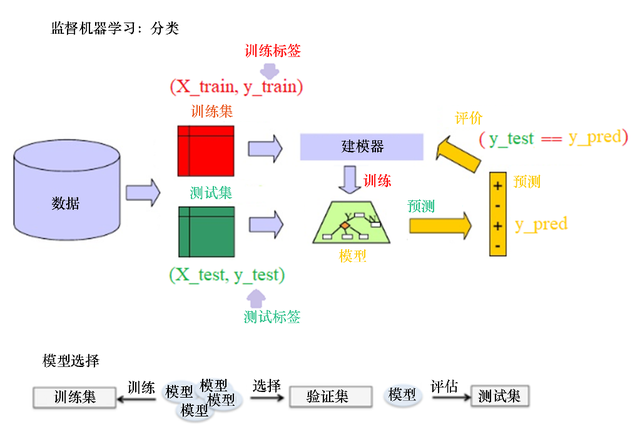 监督机器学习：分类
训练标签
(X_train, y_train)
训练集
评价
建模器
(y_test == y_pred)
训练
预测
测试集
数据
预测
+
-
+
-
y_pred
Y
N
模型
(X_test, y_test)
测试标签
模型选择
训练集
训练
模型
模型
模型
模型
选择
验证集
模型
评估
测试集